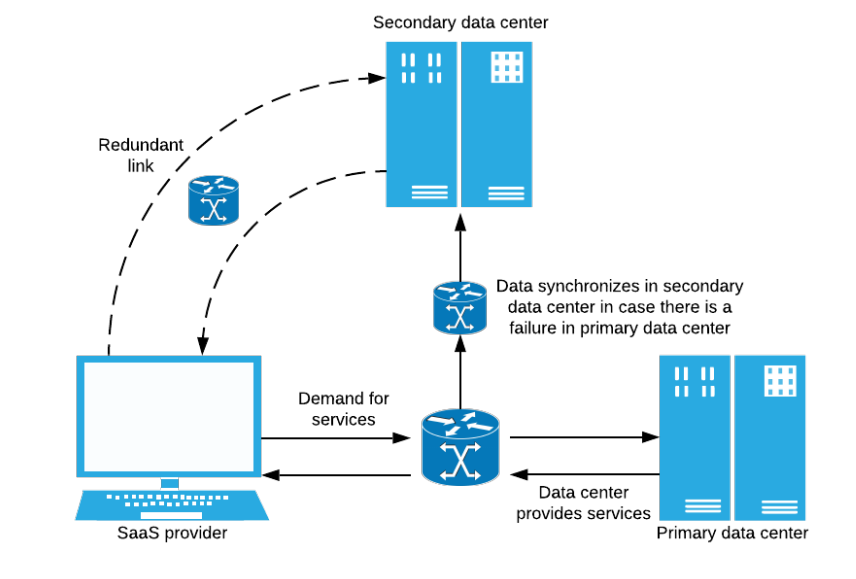 Secondary data center
Redundant
link
Data synchronizes in secondary
data center in case there is a
failure in primary data center
Demand for
services
Data center
provides services
SaaS provider
Primary data center